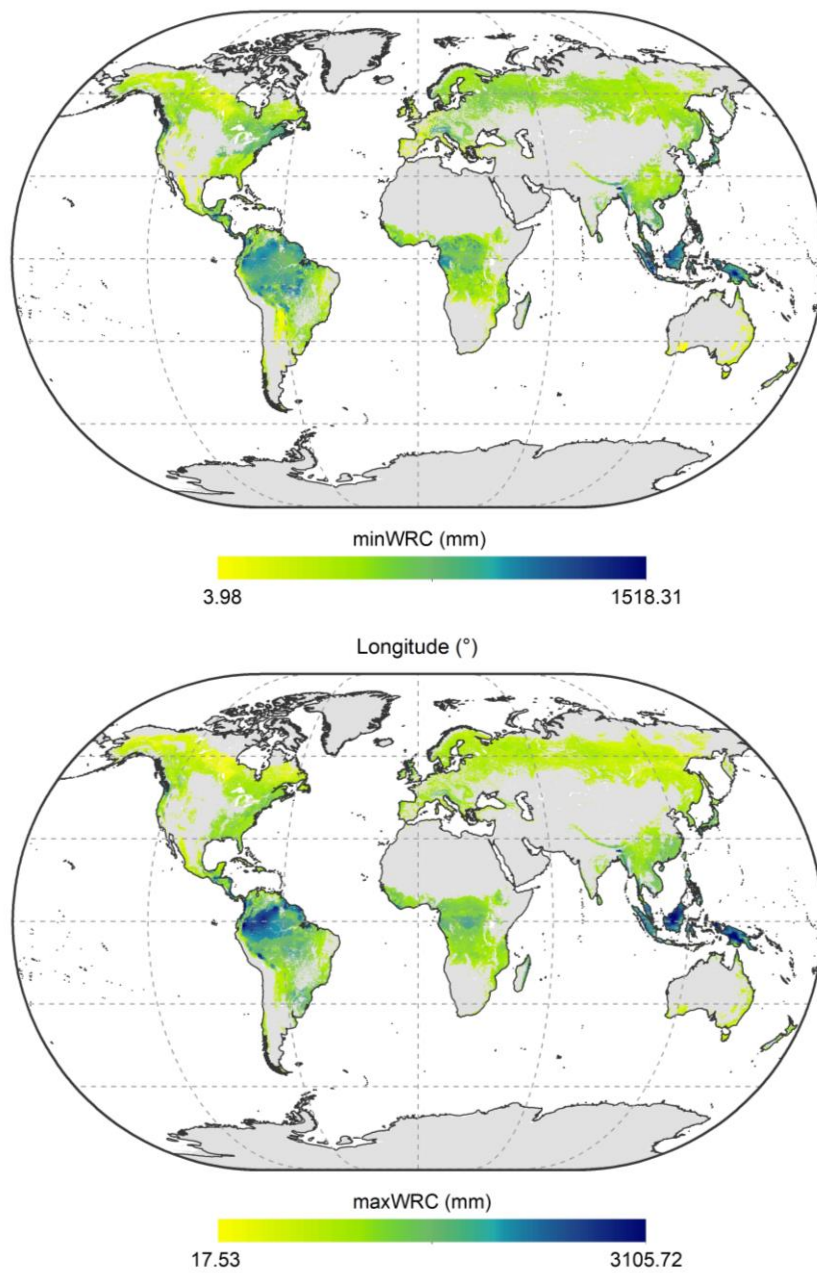 minWRC (mm)
3.98 1518.31
Longitude (°)
maxWRC (mm)
17.53 3105.72